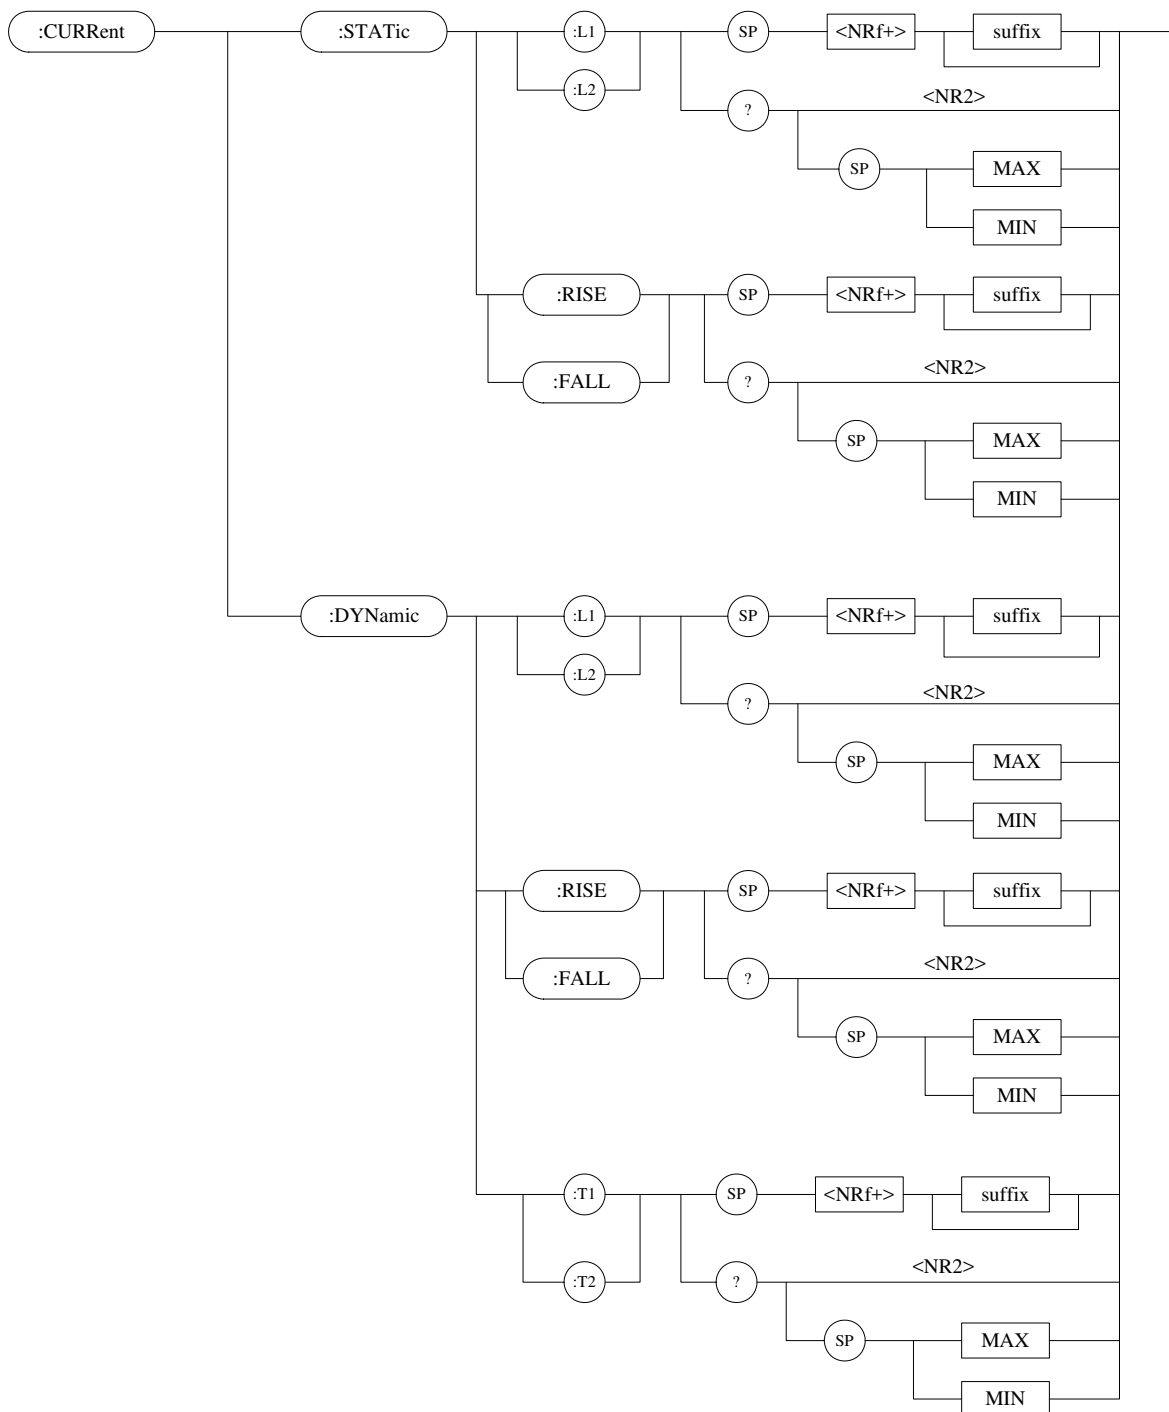 :CURRent :STATic :L1 SP <NRf+> suffix
:L2
? <NR2>
SP MAX
MIN
:RISE SP <NRf+> suffix
:FALL ? <NR2>
SP MAX
MIN
:DYNamic :L1 SP <NRf+> suffix
:L2
? <NR2>
SP MAX
MIN
:RISE SP <NRf+> suffix
:FALL ? <NR2>
SP MAX
MIN
:T1 SP <NRf+> suffix
:T2 ? <NR2>
SP MAX
MIN